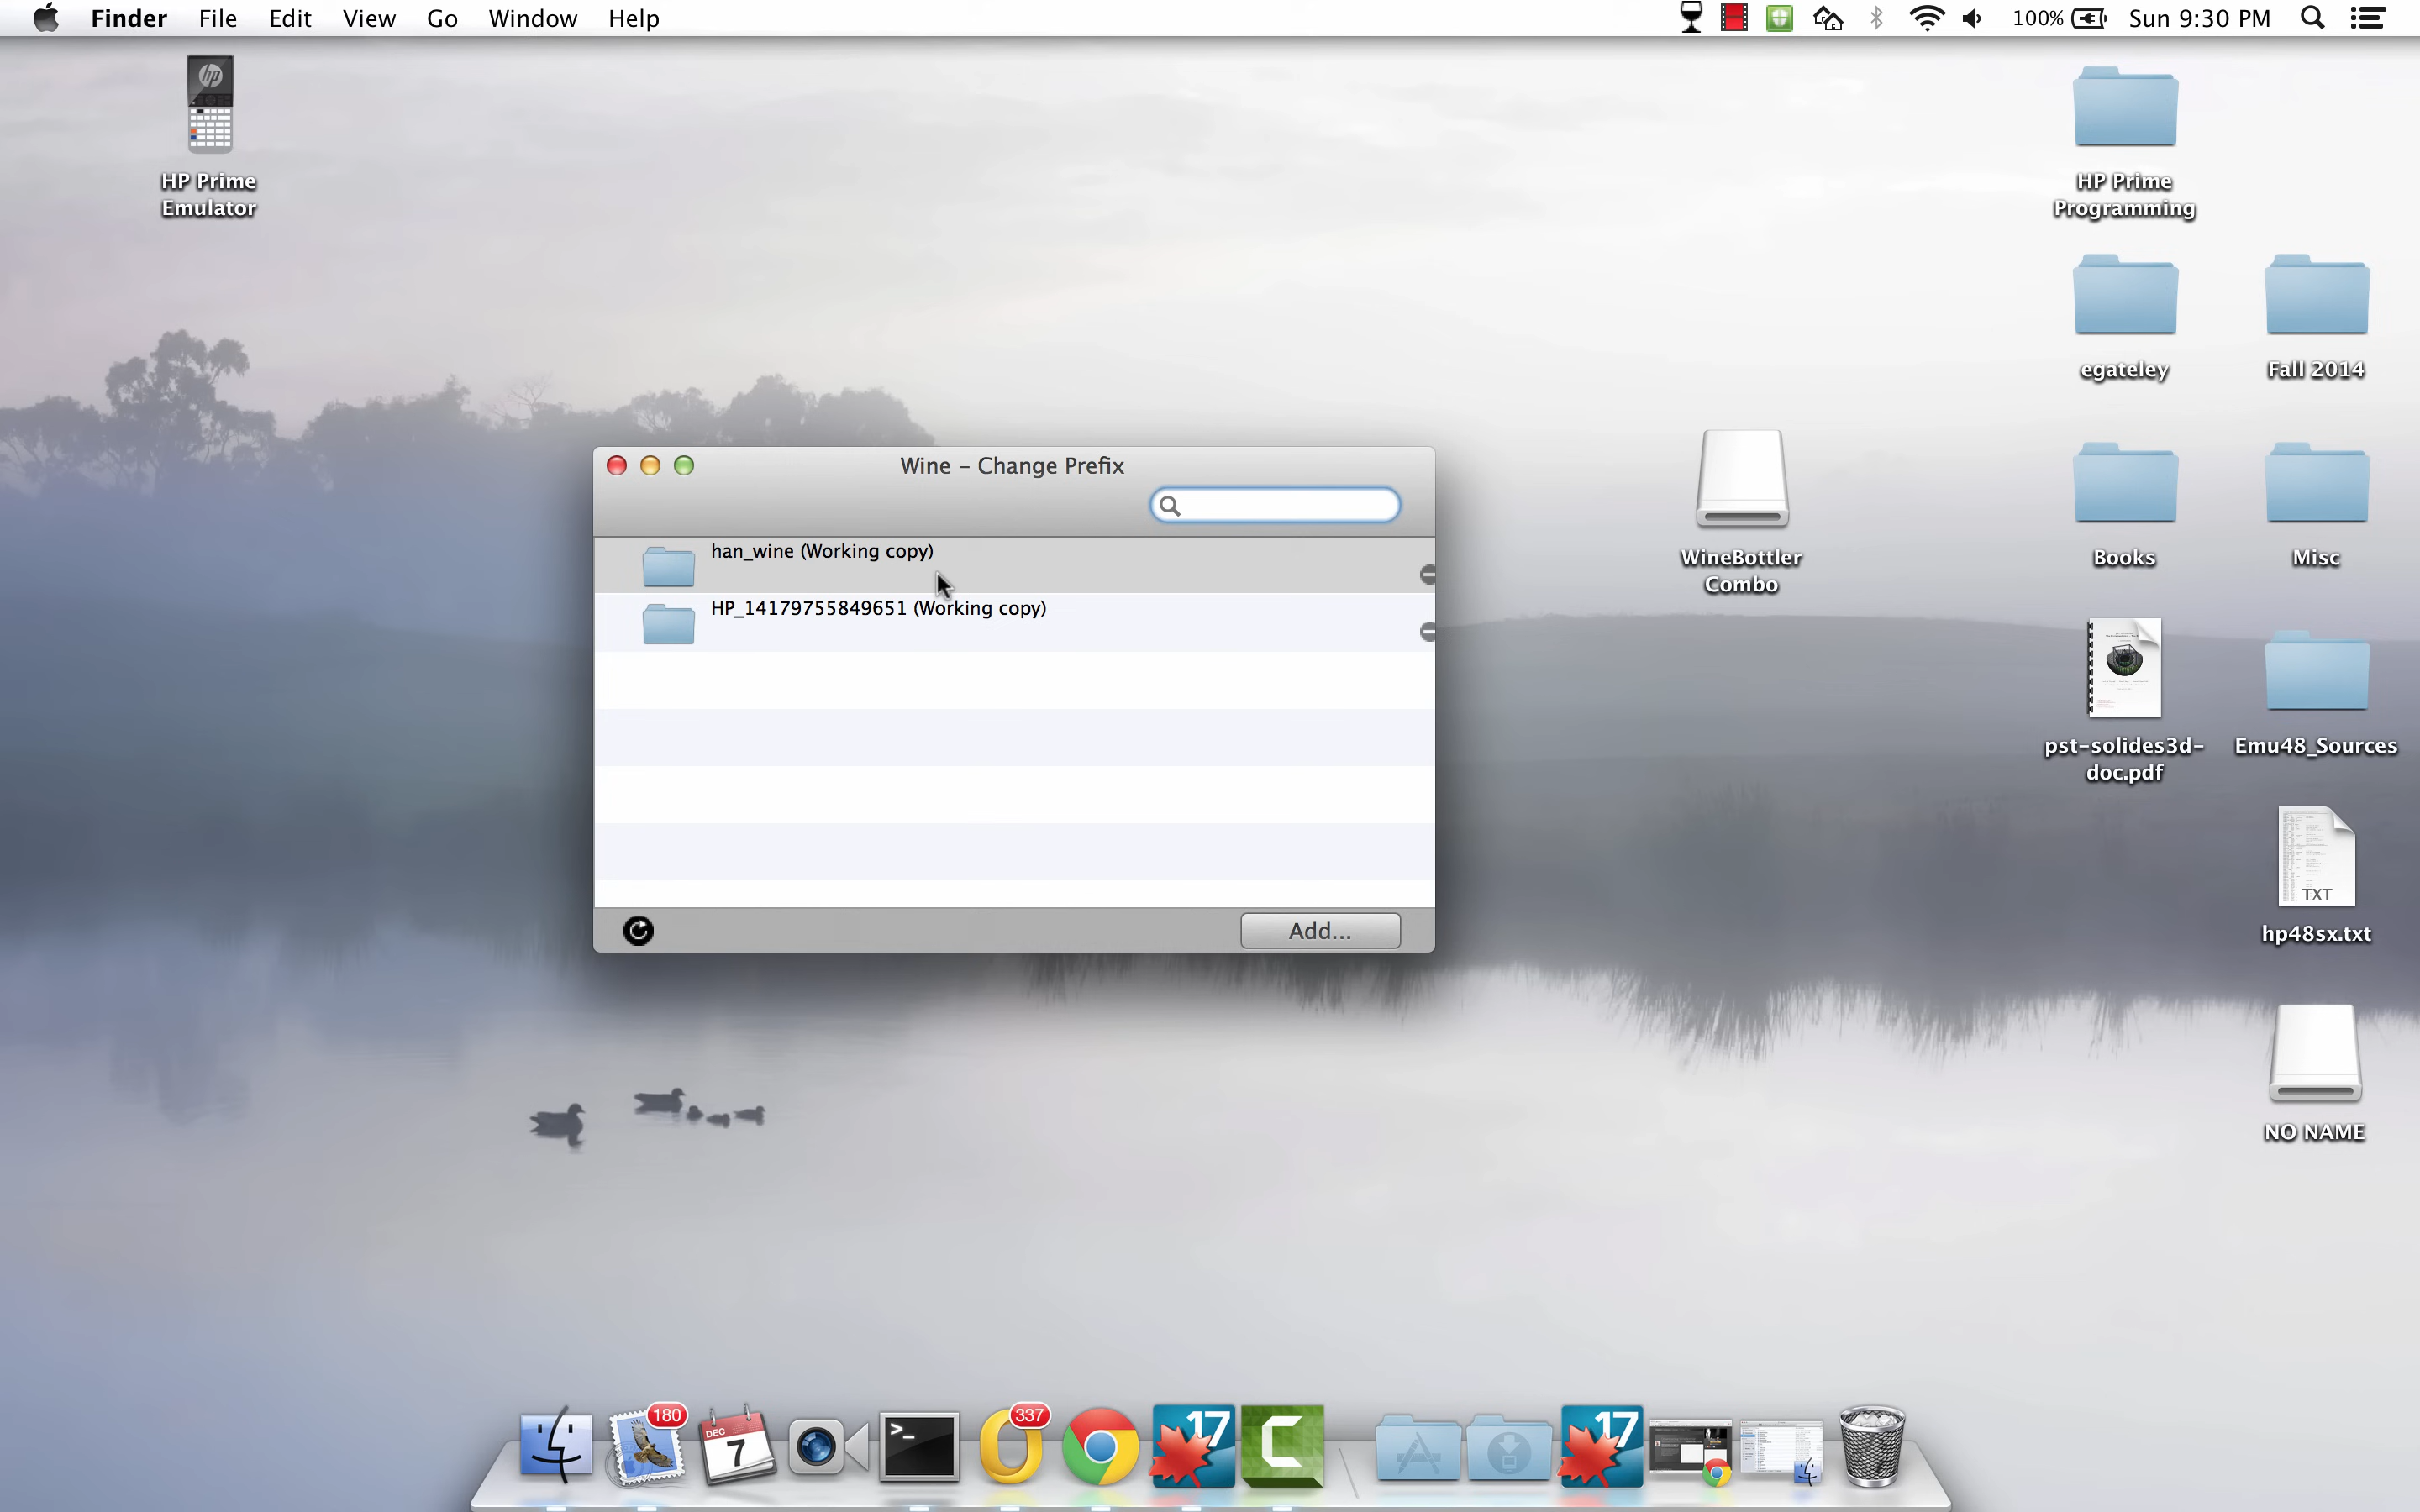 Finder File Edit View Go Window Help
100% Sun 9:30 PM
hp
HP Prime
Emulator
HP Prime
Programming
egateley
Fall 2014
Wine – Change Prefix
han_wine (Working copy)
HP_14179755849651 (Working copy)
Add...
WineBottler
Combo
Books
Misc
pst-solides3d-
doc.pdf
Emu48_Sources
TXT
hp48sx.txt
NO NAME
180
DEC
7
>_
337
17
17